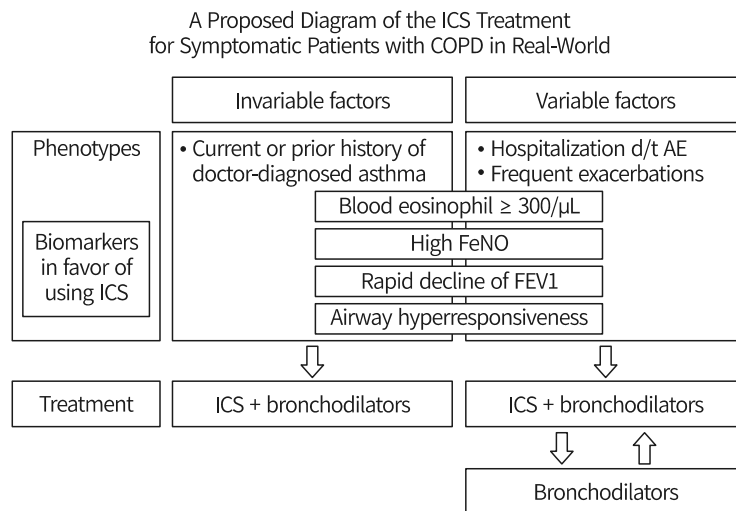 A Proposed Diagram of the ICS Treatment
for Symptomatic Patients with COPD in Real-World
Invariable factors
Variable factors
Phenotypes
• Current or prior history of
doctor-diagnosed asthma
• Hospitalization d/t AE
• Frequent exacerbations
Biomarkers
in favor of
using ICS
Blood eosinophil ≥ 300/μL
High FeNO
Rapid decline of FEV1
Airway hyperresponsiveness
Treatment
ICS + bronchodilators
ICS + bronchodilators
Bronchodilators